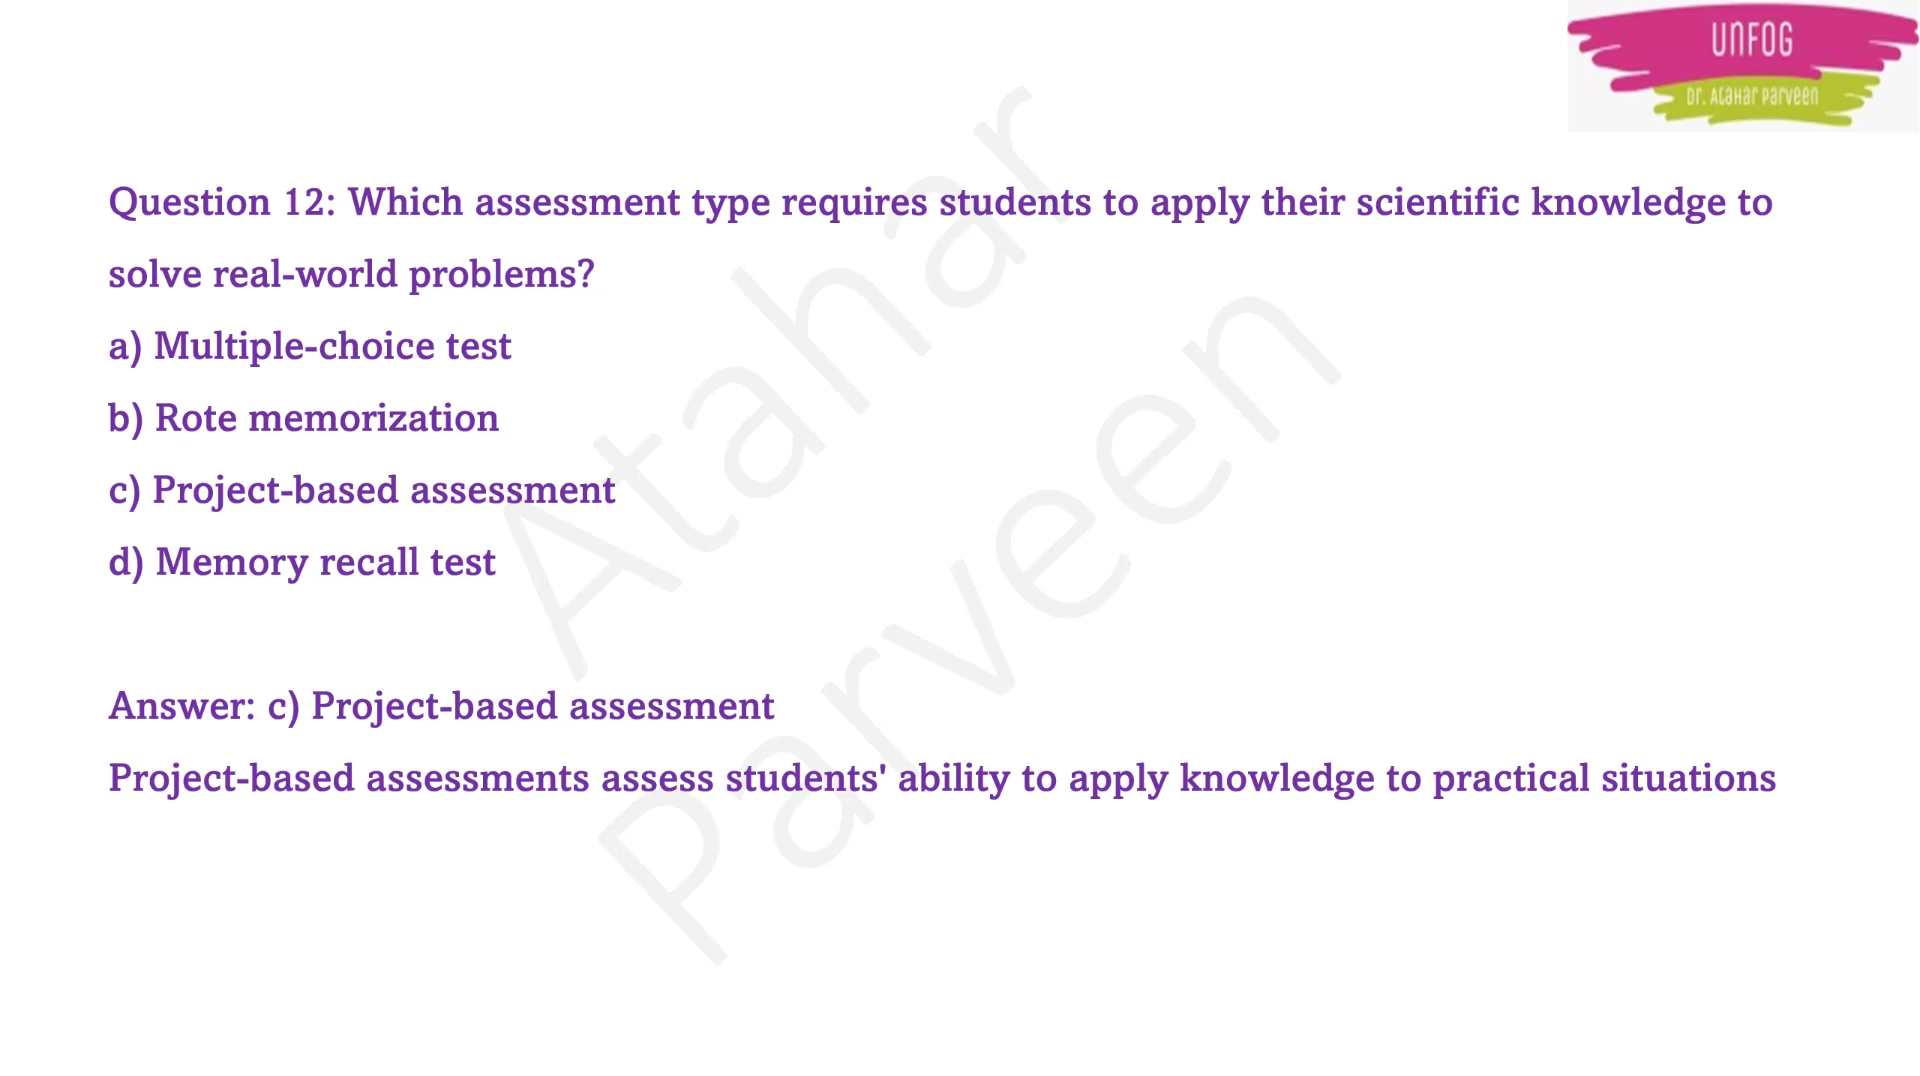 UNFOG
Dr. Atahar Parveen
Question 12: Which assessment type requires students to apply their scientific knowledge to
solve real-world problems?
a) Multiple-choice test
b) Rote memorization
c) Project-based assessment
d) Memory recall test
Answer: c) Project-based assessment
Project-based assessments assess students' ability to apply knowledge to practical situations
Atahar
Parveen